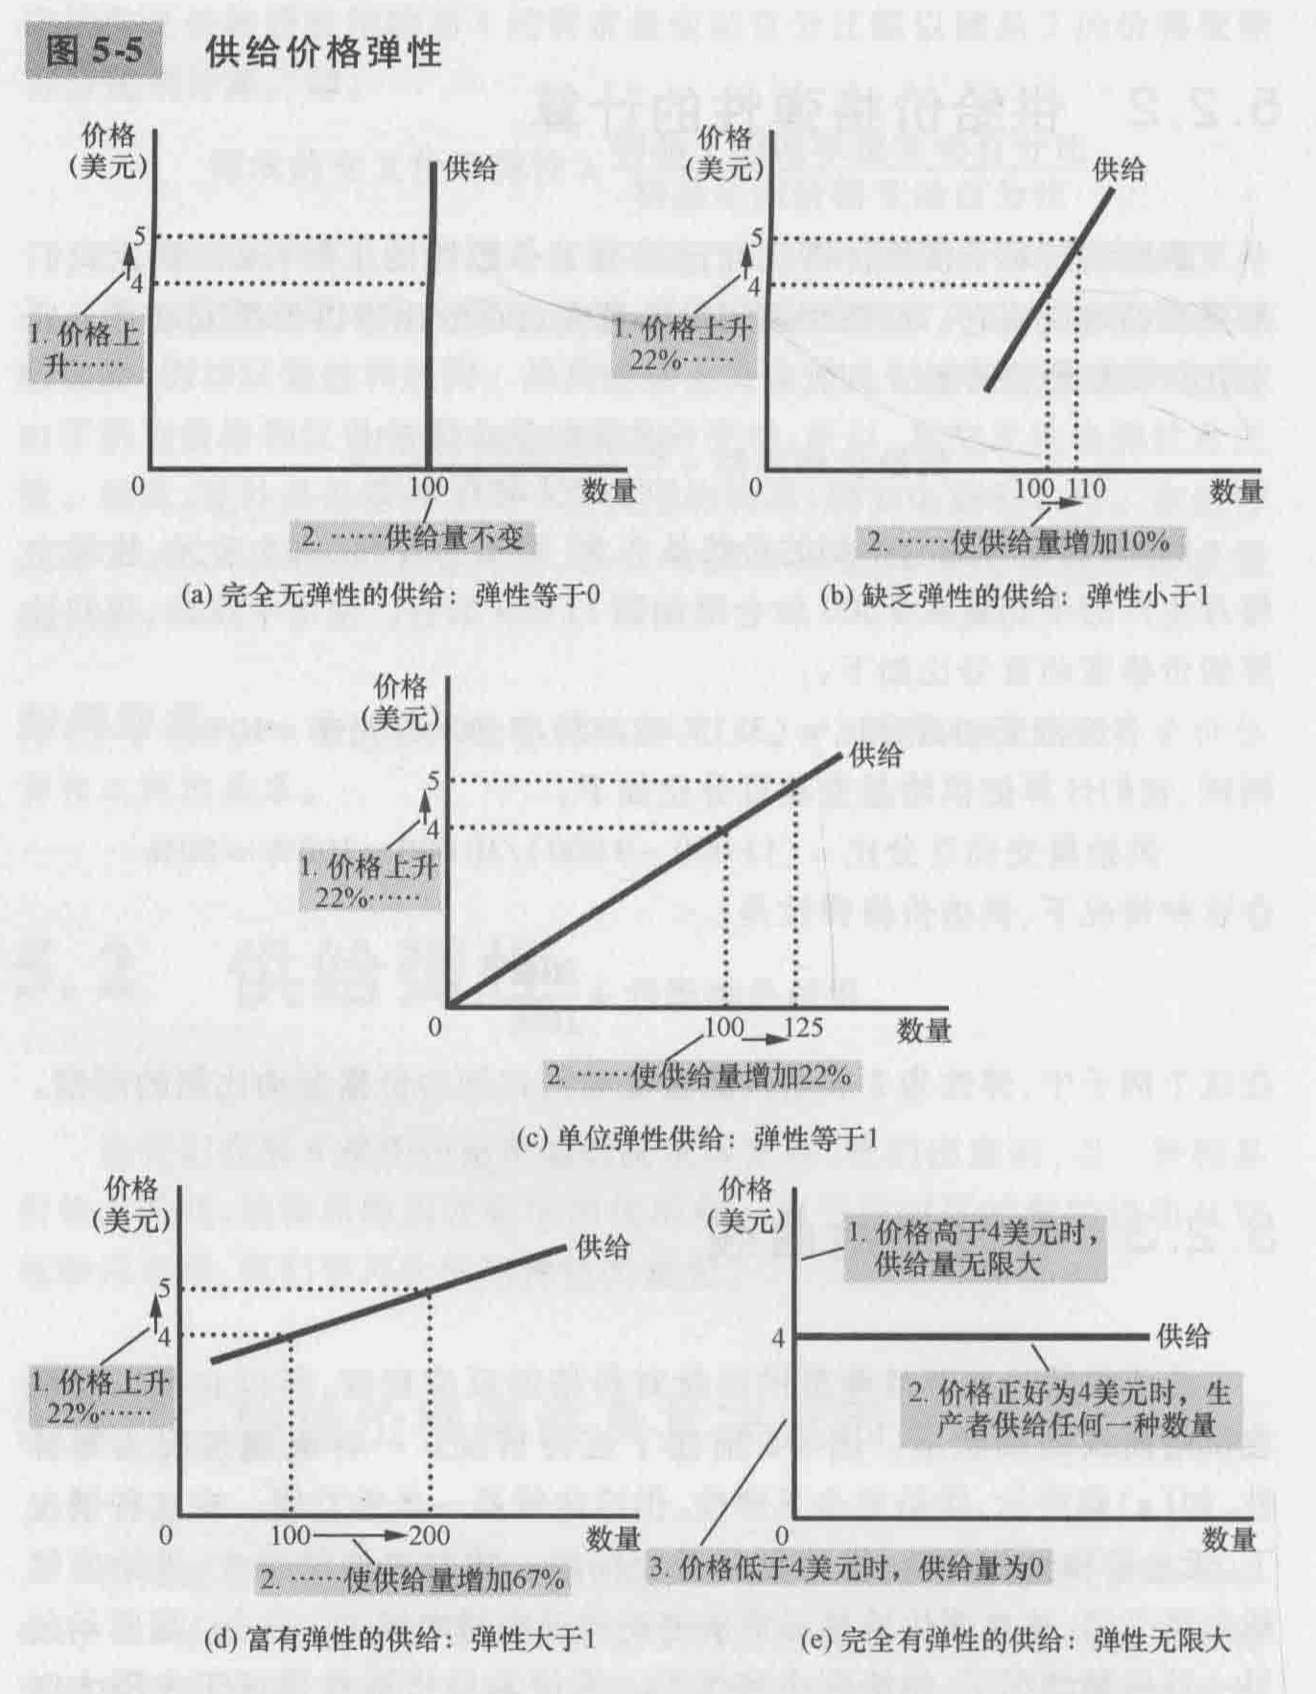 图 5-5 供给价格弹性
价格
(美元)
供给
5
4
1. 价格上
升……
0
100
数量
2. ……供给量不变
(a) 完全无弹性的供给：弹性等于0
价格
(美元)
供给
5
4
1. 价格上升
22%……
0
100 110
数量
2. ……使供给量增加10%
(b) 缺乏弹性的供给：弹性小于1
价格
(美元)
供给
5
4
1. 价格上升
22%……
0
100 125
数量
2. ……使供给量增加22%
(c) 单位弹性供给：弹性等于1
价格
(美元)
供给
5
4
1. 价格上升
22%……
0
100 200
数量
2. ……使供给量增加67%
(d) 富有弹性的供给：弹性大于1
价格
(美元)
1. 价格高于4美元时，
供给量无限大
4
供给
2. 价格正好为4美元时，生
产者供给任何一种数量
0
数量
3. 价格低于4美元时，供给量为0
(e) 完全有弹性的供给：弹性无限大